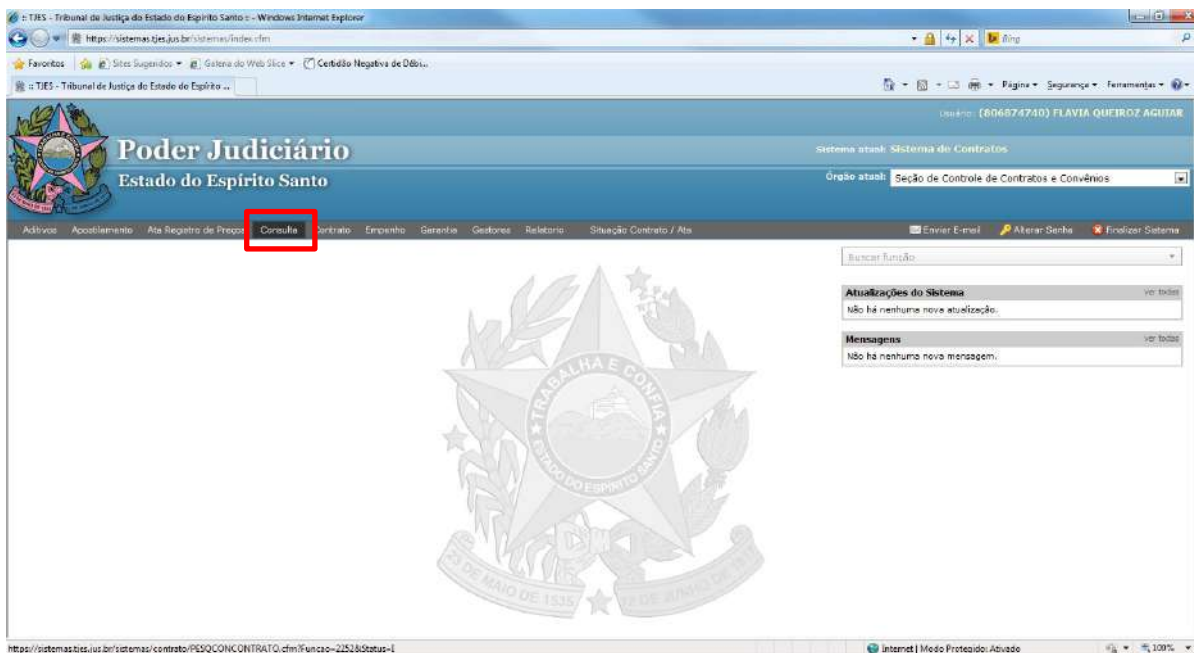 :: TJES - Tribunal de Justiça do Estado do Espírito Santo :: - Windows Internet Explorer
https://sistemas.tjes.jus.br/sistemas/index.cfm
Bing
Favoritos
Sites Sugeridos
Galeria do Web Slice
Certidão Negativa de Débi...
:: TJES - Tribunal de Justiça do Estado do Espírito ...
Página
Segurança
Ferramentas
Usuário: (806874740) FLAVIA QUEIROZ AGUIAR
Poder Judiciário
Sistema atual: Sistema de Contratos
Estado do Espírito Santo
Órgão atual: Seção de Controle de Contratos e Convênios
Aditivos Apostilamento Ata Registro de Preços Consulta Contrato Empenho Garantia Gestores Relatorio Situação Contrato / Ata
Enviar E-mail Alterar Senha Finalizar Sistema
Buscar função
Atualizações do Sistema ver todas
Não há nenhuma nova atualização.
Mensagens ver todas
Não há nenhuma nova mensagem.
TRABALHA E CONFIA
ESTADO DO ESPIRITO SANTO
23 DE MAIO DE 1535
12 DE JUNHO DE 1817
https://sistemas.tjes.jus.br/sistemas/contrato/PESQCONCONTRATO.cfm?Funcao=2252&Status=I
Internet | Modo Protegido: Ativado
100%